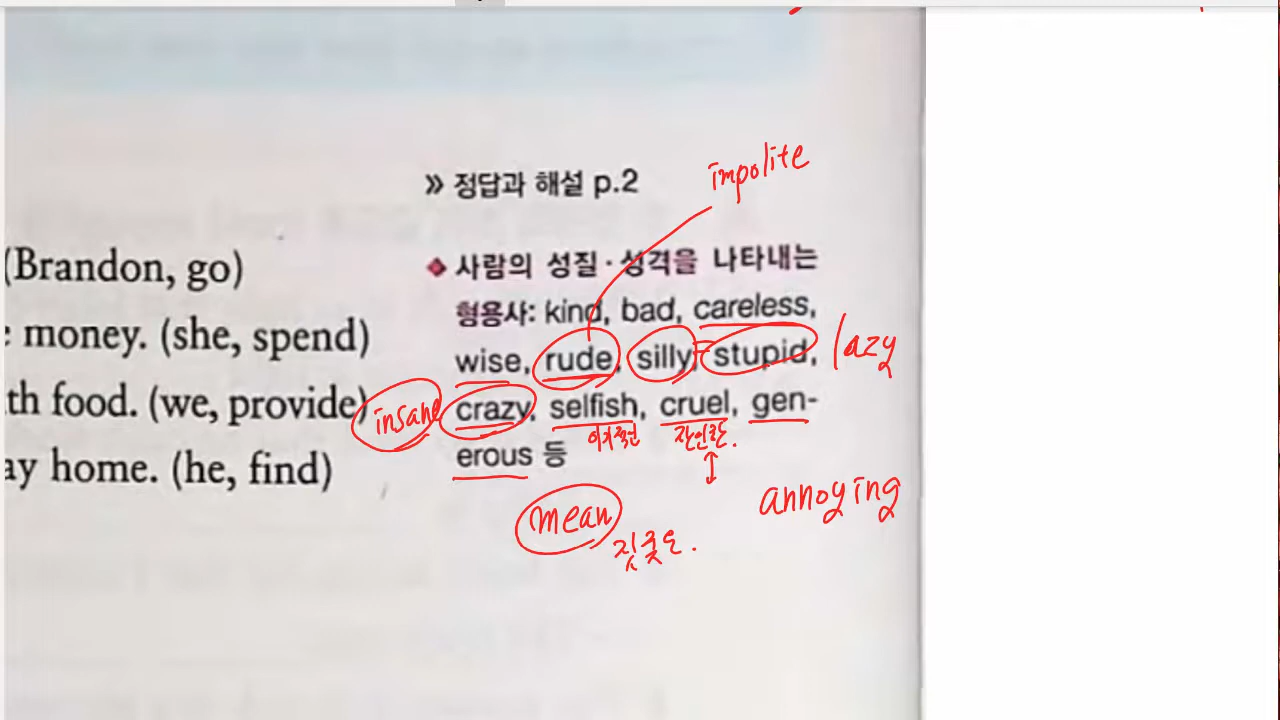 impolite
» 정답과 해설 p.2
(Brandon, go)
◆ 사람의 성질·성격을 나타내는
형용사: kind, bad, careless,
money. (she, spend)
wise, rude, silly, stupid, lazy
th food. (we, provide)
insane crazy, selfish, cruel, gen-
이기적인 잔인한.
erous 등
ay home. (he, find)
mean annoying
짓궂은.